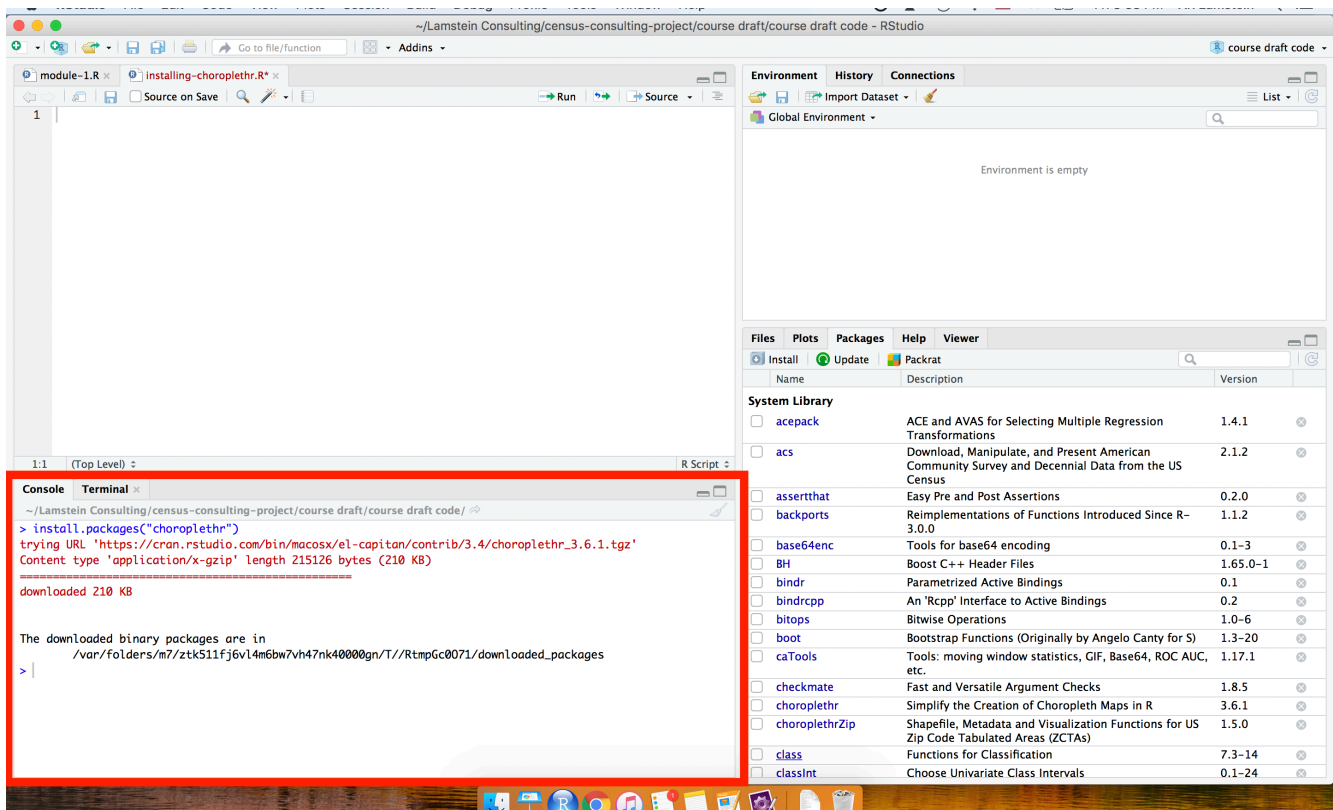 ~/Lamstein Consulting/census-consulting-project/course draft/course draft code - RStudio
Go to file/function
Addins
course draft code
module-1.R
installing-choroplethr.R*
Source on Save
Run
Source
1
1:1 (Top Level)
R Script
Console Terminal
~/Lamstein Consulting/census-consulting-project/course draft/course draft code/
> install.packages("choroplethr")
trying URL 'https://cran.rstudio.com/bin/macosx/el-capitan/contrib/3.4/choroplethr_3.6.1.tgz'
Content type 'application/x-gzip' length 215126 bytes (210 KB)
==================================================
downloaded 210 KB
The downloaded binary packages are in
/var/folders/m7/ztk511fj6vl4m6bw7vh47nk40000gn/T//RtmpGc0O71/downloaded_packages
>
Environment History Connections
Import Dataset
List
Global Environment
Environment is empty
Files Plots Packages Help Viewer
Install Update Packrat
Name Description Version
System Library
acepack ACE and AVAS for Selecting Multiple Regression 1.4.1
Transformations
acs Download, Manipulate, and Present American 2.1.2
Community Survey and Decennial Data from the US
Census
assertthat Easy Pre and Post Assertions 0.2.0
backports Reimplementations of Functions Introduced Since R- 1.1.2
3.0.0
base64enc Tools for base64 encoding 0.1-3
BH Boost C++ Header Files 1.65.0-1
bindr Parametrized Active Bindings 0.1
bindrcpp An 'Rcpp' Interface to Active Bindings 0.2
bitops Bitwise Operations 1.0-6
boot Bootstrap Functions (Originally by Angelo Canty for S) 1.3-20
caTools Tools: moving window statistics, GIF, Base64, ROC AUC, 1.17.1
etc.
checkmate Fast and Versatile Argument Checks 1.8.5
choroplethr Simplify the Creation of Choropleth Maps in R 3.6.1
choroplethrZip Shapefile, Metadata and Visualization Functions for US 1.5.0
Zip Code Tabulated Areas (ZCTAs)
class Functions for Classification 7.3-14
classInt Choose Univariate Class Intervals 0.1-24